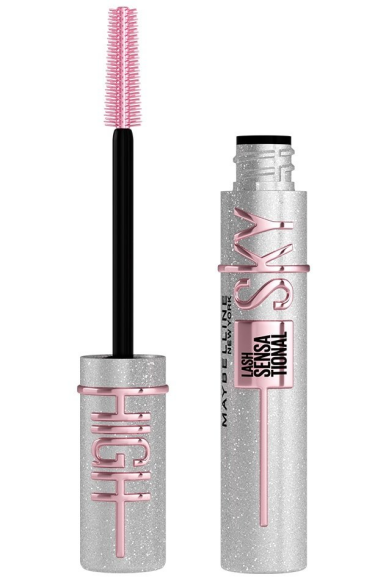 HIGH
SKY
MAYBELLINE
NEW YORK
LASH
SENSA
TIONAL